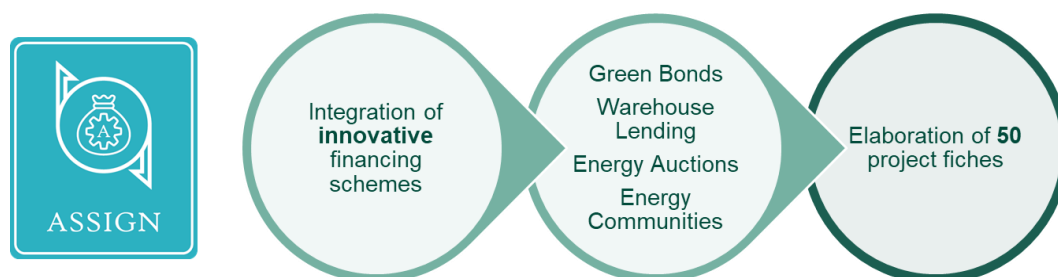 A
ASSIGN
Integration of
innovative
financing
schemes
Green Bonds
Warehouse
Lending
Energy Auctions
Energy
Communities
Elaboration of 50
project fiches